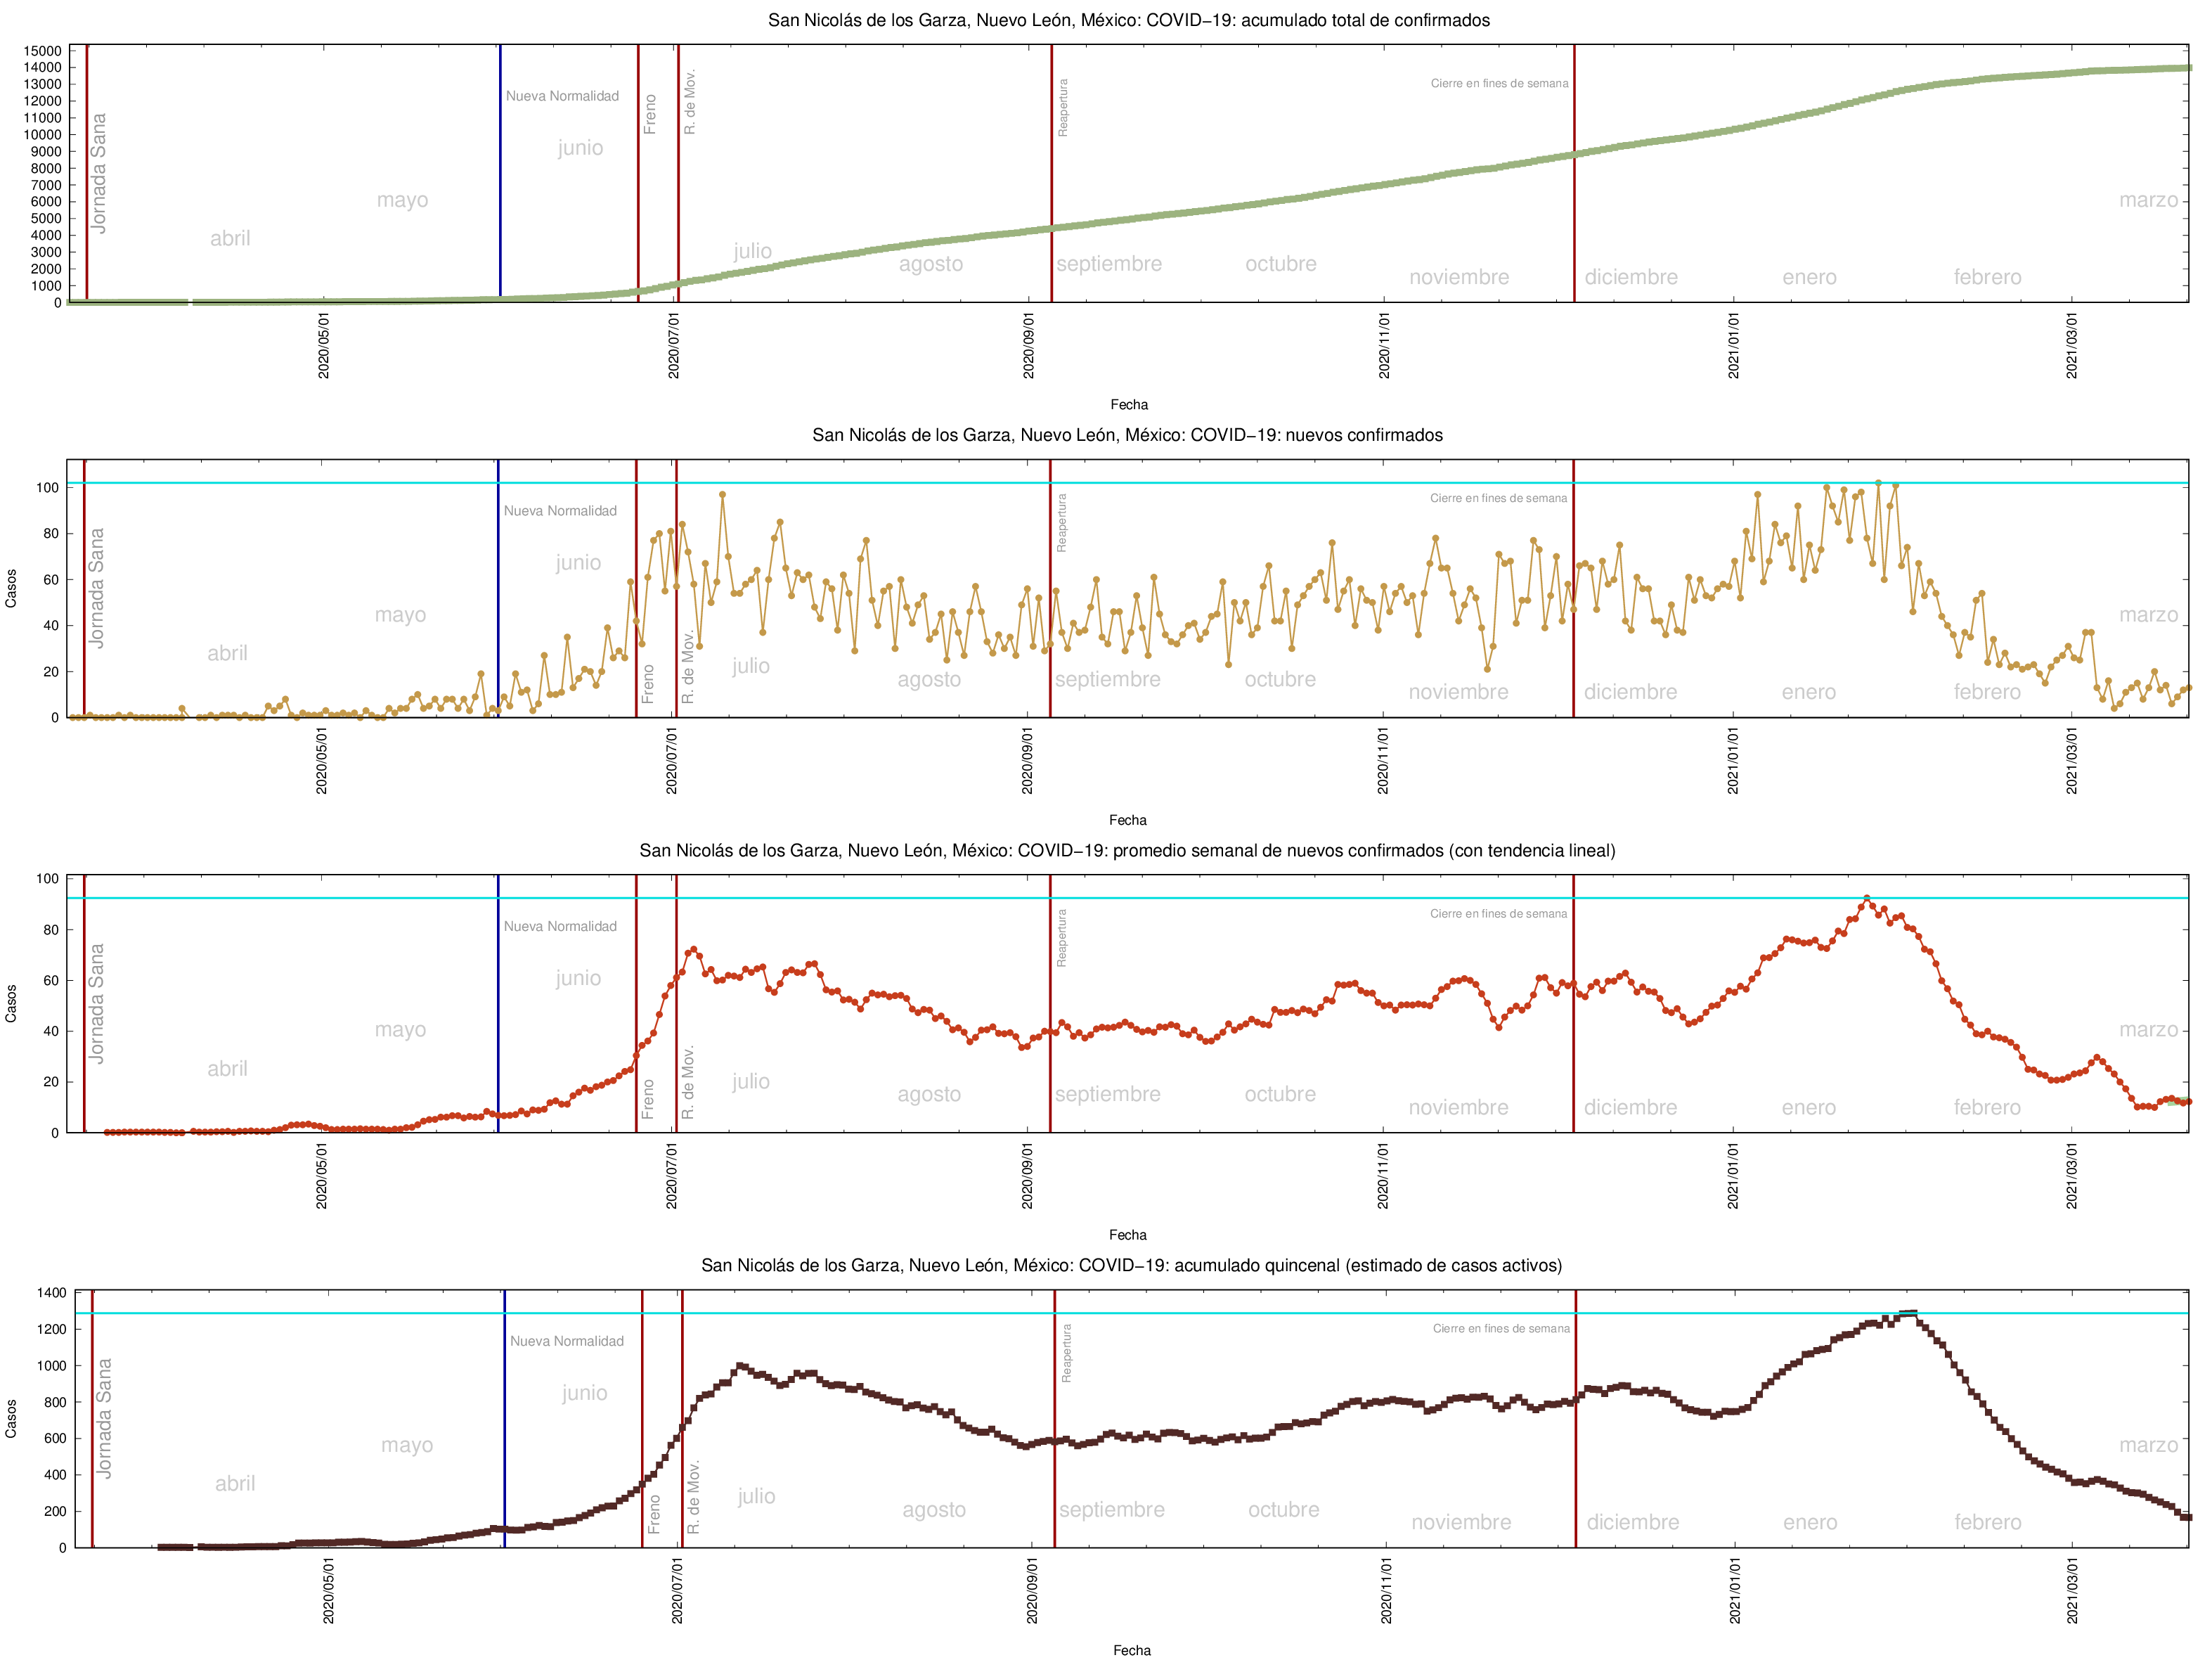 San Nicolás de los Garza, Nuevo León, México: COVID−19: acumulado total de confirmados
15000
14000
13000
12000
11000
10000
9000
8000
7000
6000
5000
4000
3000
2000
1000
0
Jornada Sana
abril
mayo
Nueva Normalidad
junio
Freno
R. de Mov.
julio
agosto
Reapertura
septiembre
octubre
noviembre
Cierre en fines de semana
diciembre
enero
febrero
marzo
2020/05/01
2020/07/01
2020/09/01
2020/11/01
2021/01/01
2021/03/01
Fecha
San Nicolás de los Garza, Nuevo León, México: COVID−19: nuevos confirmados
Casos
100
80
60
40
20
0
Jornada Sana
abril
mayo
Nueva Normalidad
junio
Freno
R. de Mov.
julio
agosto
Reapertura
septiembre
octubre
noviembre
Cierre en fines de semana
diciembre
enero
febrero
marzo
2020/05/01
2020/07/01
2020/09/01
2020/11/01
2021/01/01
2021/03/01
Fecha
San Nicolás de los Garza, Nuevo León, México: COVID−19: promedio semanal de nuevos confirmados (con tendencia lineal)
Casos
100
80
60
40
20
0
Jornada Sana
abril
mayo
Nueva Normalidad
junio
Freno
R. de Mov.
julio
agosto
Reapertura
septiembre
octubre
noviembre
Cierre en fines de semana
diciembre
enero
febrero
marzo
2020/05/01
2020/07/01
2020/09/01
2020/11/01
2021/01/01
2021/03/01
Fecha
San Nicolás de los Garza, Nuevo León, México: COVID−19: acumulado quincenal (estimado de casos activos)
Casos
1400
1200
1000
800
600
400
200
0
Jornada Sana
abril
mayo
Nueva Normalidad
junio
Freno
R. de Mov.
julio
agosto
Reapertura
septiembre
octubre
noviembre
Cierre en fines de semana
diciembre
enero
febrero
marzo
2020/05/01
2020/07/01
2020/09/01
2020/11/01
2021/01/01
2021/03/01
Fecha